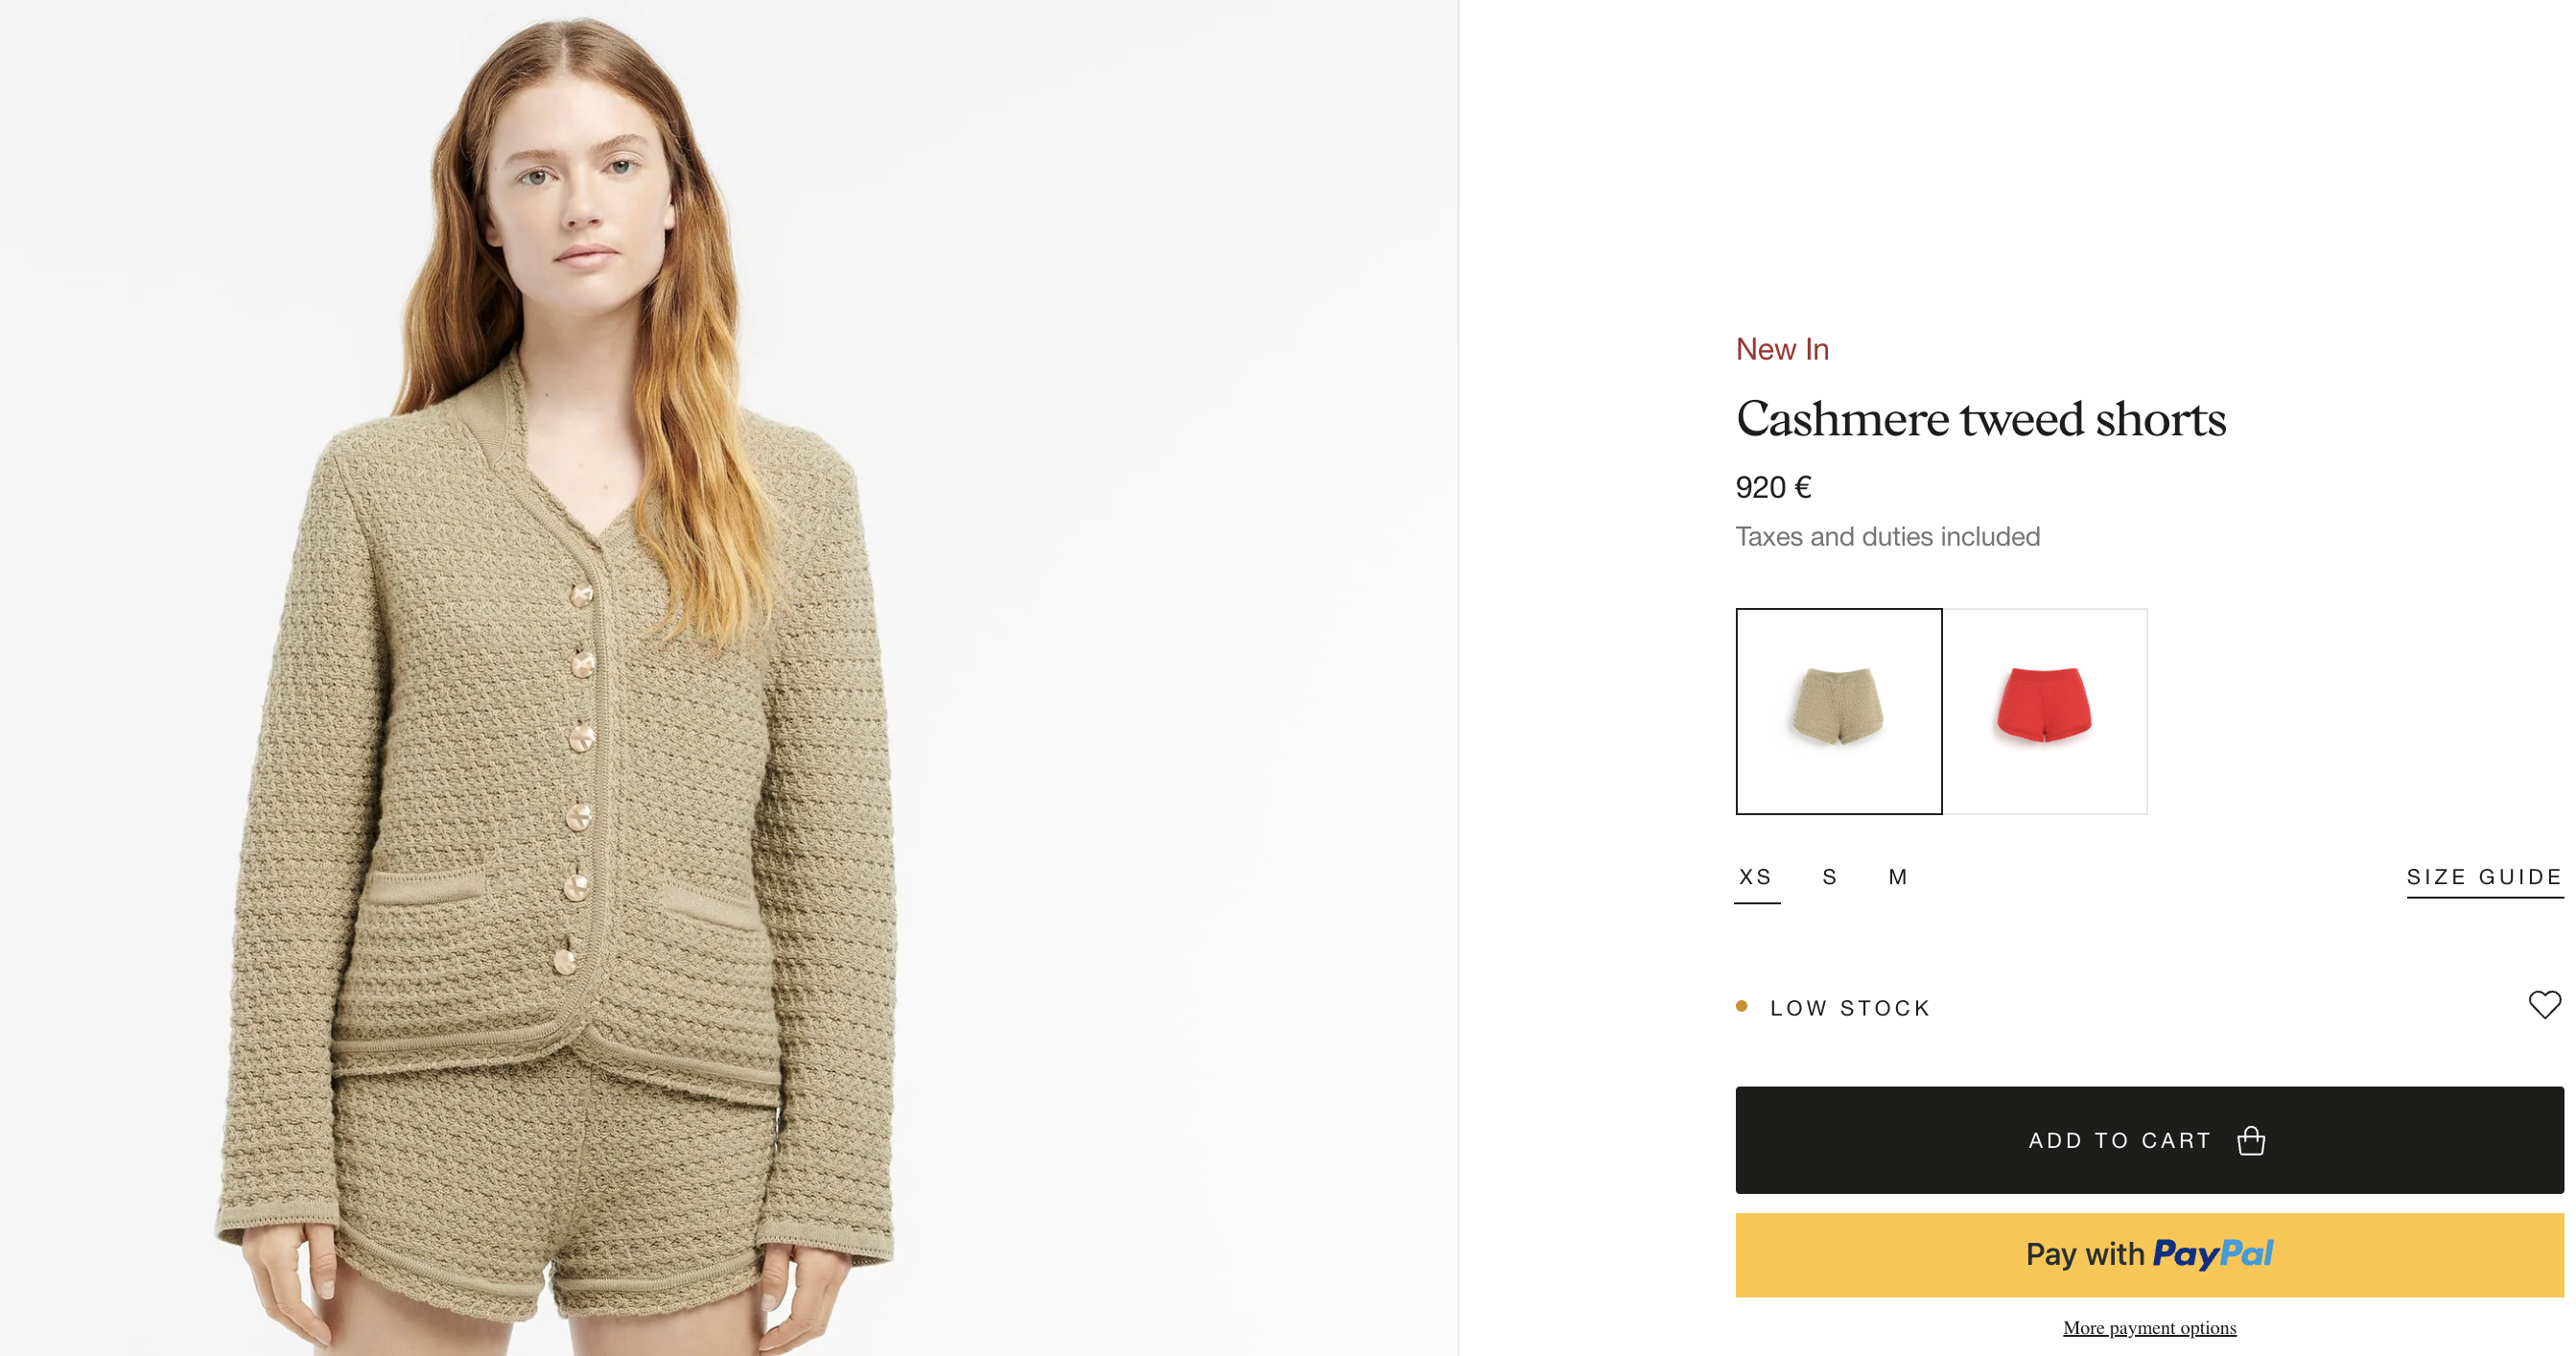 New In
Cashmere tweed shorts
920 €
Taxes and duties included
XS S M SIZE GUIDE
LOW STOCK
ADD TO CART
Pay with PayPal
More payment options